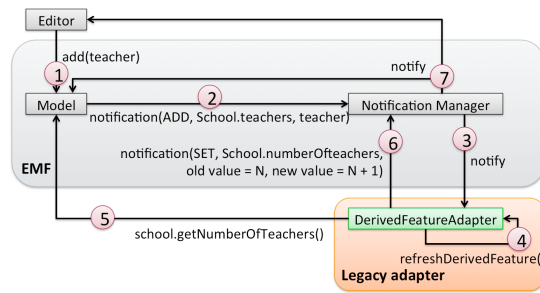 Editor
add(teacher)
1
notify
7
2
Model
Notification Manager
notification(ADD, School.teachers, teacher)
notification(SET, School.numberOfteachers,
old value = N, new value = N + 1)
6
3
notify
EMF
5
DerivedFeatureAdapter
school.getNumberOfTeachers()
4
refreshDerivedFeature(
Legacy adapter